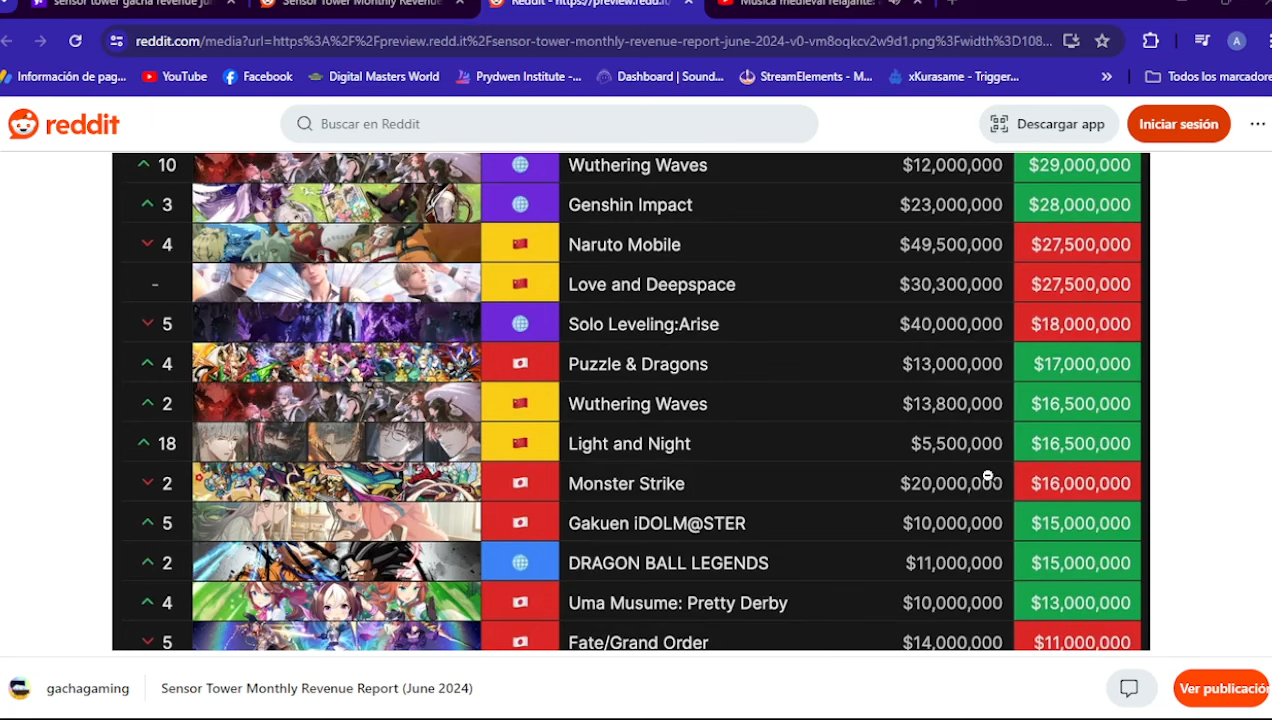 sensor tower gacha revenue ju
Sensor Tower Monthly Revenue
Reddit - https://preview.redd.it/
Música medieval relajante:
reddit.com/media?url=https%3A%2F%2Fpreview.redd.it%2Fsensor-tower-monthly-revenue-report-june-2024-v0-vm8oqkcv2w9d1.png%3Fwidth%3D108...
A
Información de pag...
YouTube
Facebook
Digital Masters World
Prydwen Institute -...
Dashboard | Sound...
StreamElements - M...
xKurasame - Trigger...
»
Todos los marcadore
reddit
Buscar en Reddit
Descargar app
Iniciar sesión
...
10 Wuthering Waves $12,000,000 $29,000,000
3 Genshin Impact $23,000,000 $28,000,000
4 Naruto Mobile $49,500,000 $27,500,000
- Love and Deepspace $30,300,000 $27,500,000
5 Solo Leveling:Arise $40,000,000 $18,000,000
4 Puzzle & Dragons $13,000,000 $17,000,000
2 Wuthering Waves $13,800,000 $16,500,000
18 Light and Night $5,500,000 $16,500,000
2 Monster Strike $20,000,000 $16,000,000
5 Gakuen iDOLM@STER $10,000,000 $15,000,000
2 DRAGON BALL LEGENDS $11,000,000 $15,000,000
4 Uma Musume: Pretty Derby $10,000,000 $13,000,000
5 Fate/Grand Order $14,000,000 $11,000,000
gachagaming
Sensor Tower Monthly Revenue Report (June 2024)
Ver publicación